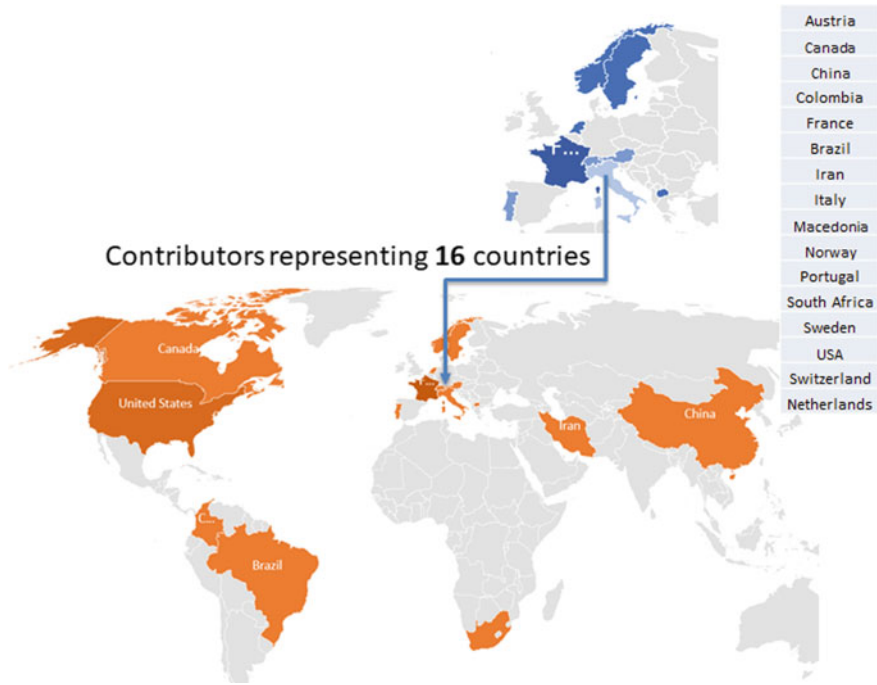 Austria
Canada
China
Colombia
France
Brazil
Iran
Italy
Macedonia
Norway
Portugal
South Africa
Sweden
USA
Switzerland
Netherlands
F ...
Contributors representing 16 countries
Canada
United States
China
Iran
C...
Brazil